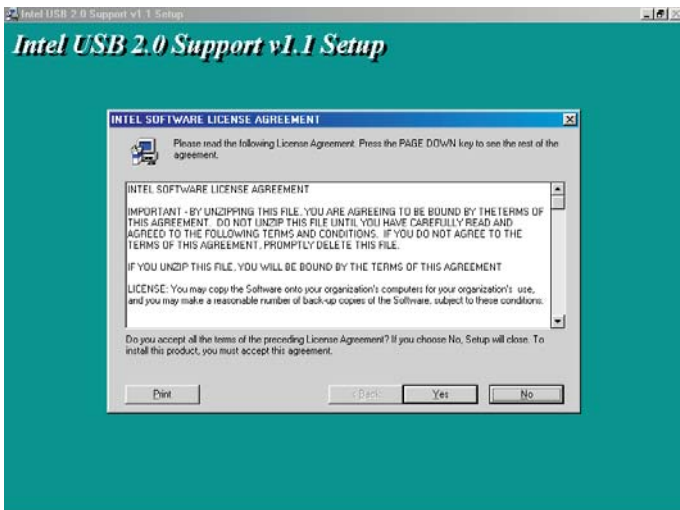 Intel USB 2.0 Support v1.1 Setup
Intel USB 2.0 Support v1.1 Setup
INTEL SOFTWARE LICENSE AGREEMENT
Please read the following License Agreement. Press the PAGE DOWN key to see the rest of the
agreement.
INTEL SOFTWARE LICENSE AGREEMENT
IMPORTANT - BY UNZIPPING THIS FILE, YOU ARE AGREEING TO BE BOUND BY THETERMS OF
THIS AGREEMENT. DO NOT UNZIP THIS FILE UNTIL YOU HAVE CAREFULLY READ AND
AGREED TO THE FOLLOWING TERMS AND CONDITIONS. IF YOU DO NOT AGREE TO THE
TERMS OF THIS AGREEMENT, PROMPTLY DELETE THIS FILE.
IF YOU UNZIP THIS FILE, YOU WILL BE BOUND BY THE TERMS OF THIS AGREEMENT
LICENSE: You may copy the Software onto your organization's computers for your organization's use,
and you may make a reasonable number of back-up copies of the Software, subject to these conditions:
Do you accept all the terms of the preceding License Agreement? If you choose No, Setup will close. To
install this product, you must accept this agreement.
Print
< Back
Yes
No